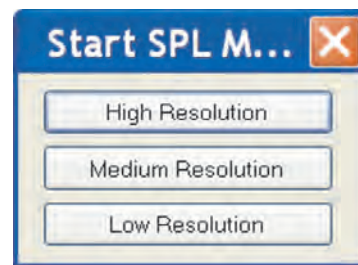 Start SPL M...
High Resolution
Medium Resolution
Low Resolution